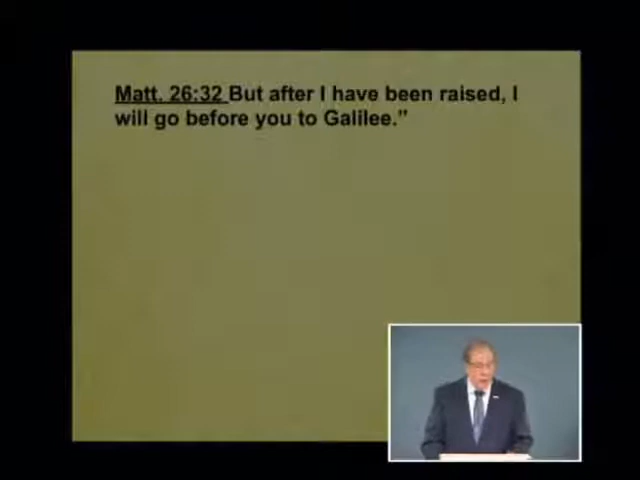 Matt. 26:32 But after I have been raised, I
will go before you to Galilee.”